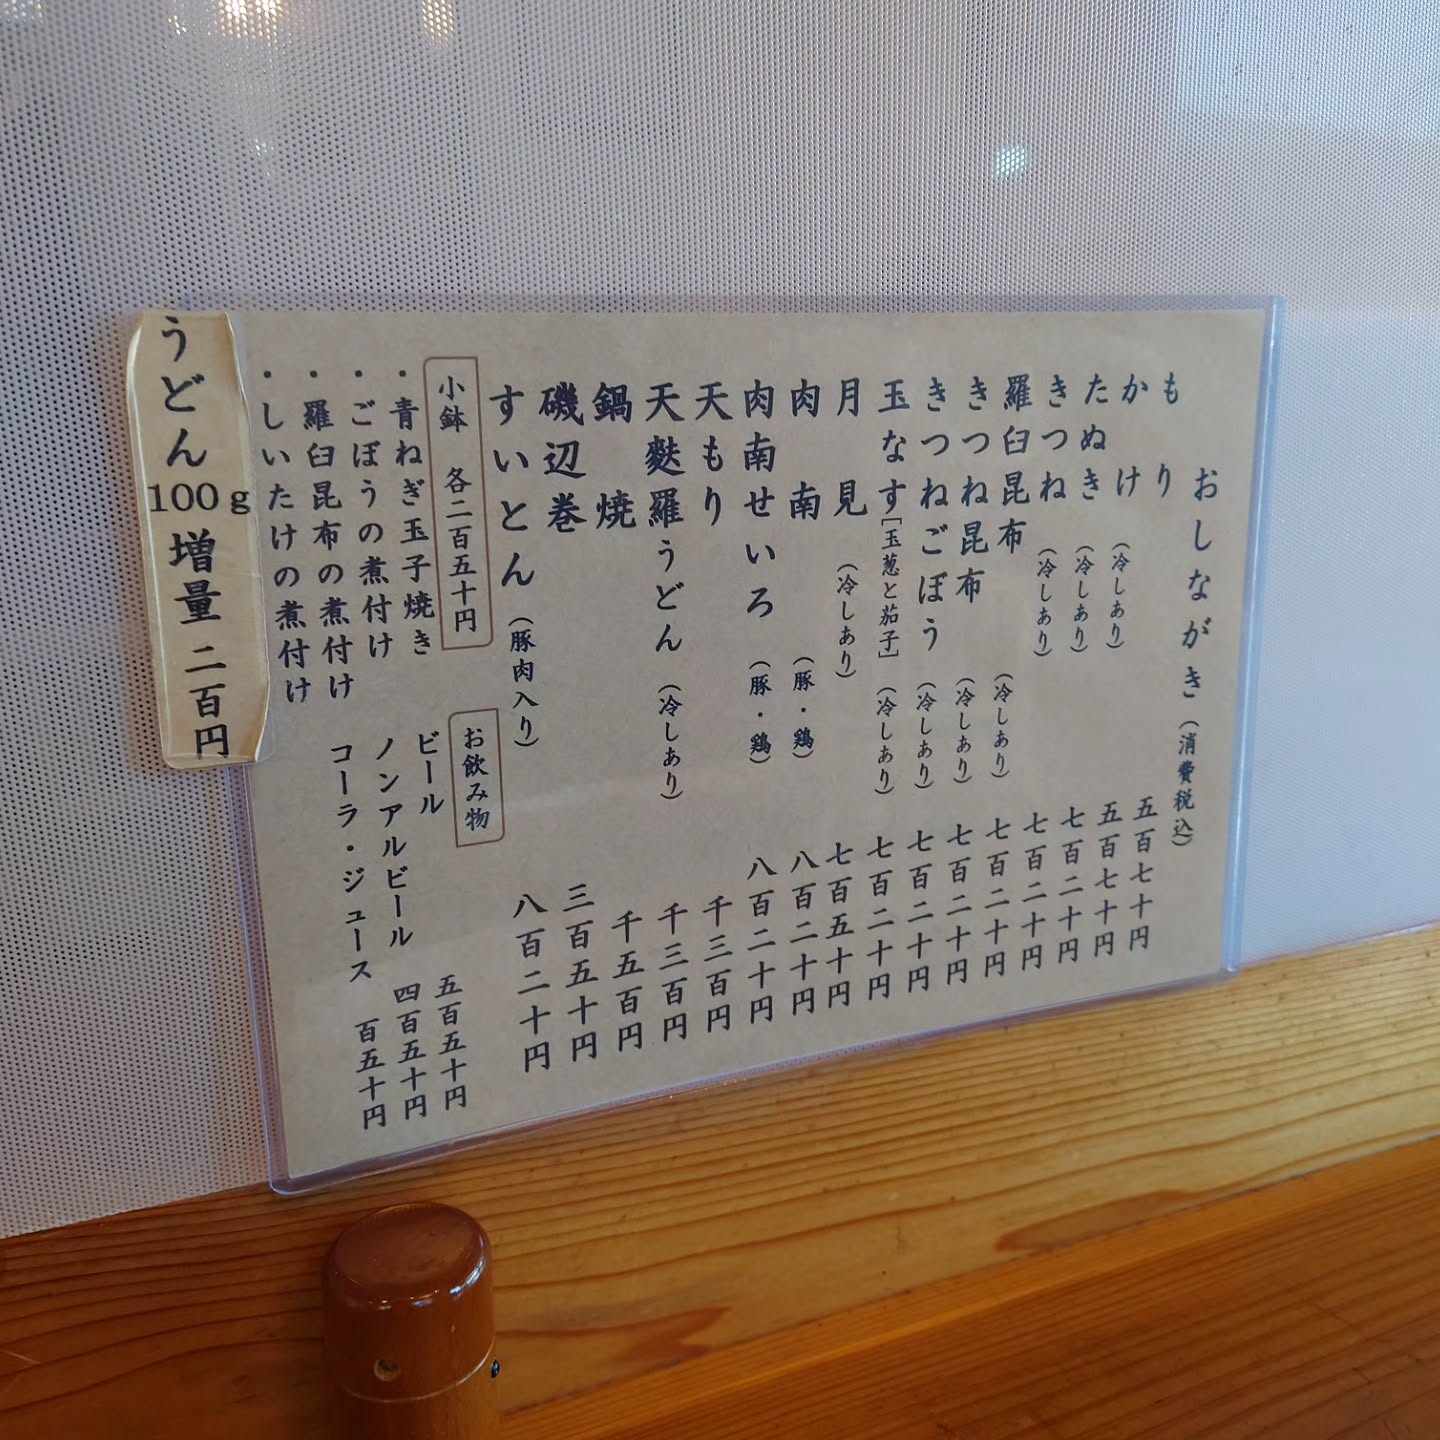 おしながき（消費税込）
もり 五百七十円
かけ（冷しあり） 五百七十円
たぬき（冷しあり） 七百二十円
きつね（冷しあり） 七百二十円
羅臼昆布（冷しあり） 七百二十円
きつね昆布（冷しあり） 七百二十円
きつねごぼう（冷しあり） 七百二十円
玉なす［玉葱と茄子］（冷しあり） 七百二十円
月見（冷しあり） 七百五十円
肉南（豚・鶏） 八百二十円
肉南せいろ（豚・鶏） 八百二十円
天もり 千三百円
天麩羅うどん（冷しあり） 千三百円
鍋焼 千五百円
磯辺巻 三百五十円
すいとん（豚肉入り） 八百二十円
小鉢 各二百五十円
・青ねぎ玉子焼き
・ごぼうの煮付け
・羅臼昆布の煮付け
・しいたけの煮付け
お飲み物
ビール 五百五十円
ノンアルビール 四百五十円
コーラ・ジュース 百五十円
うどん100g増量 二百円